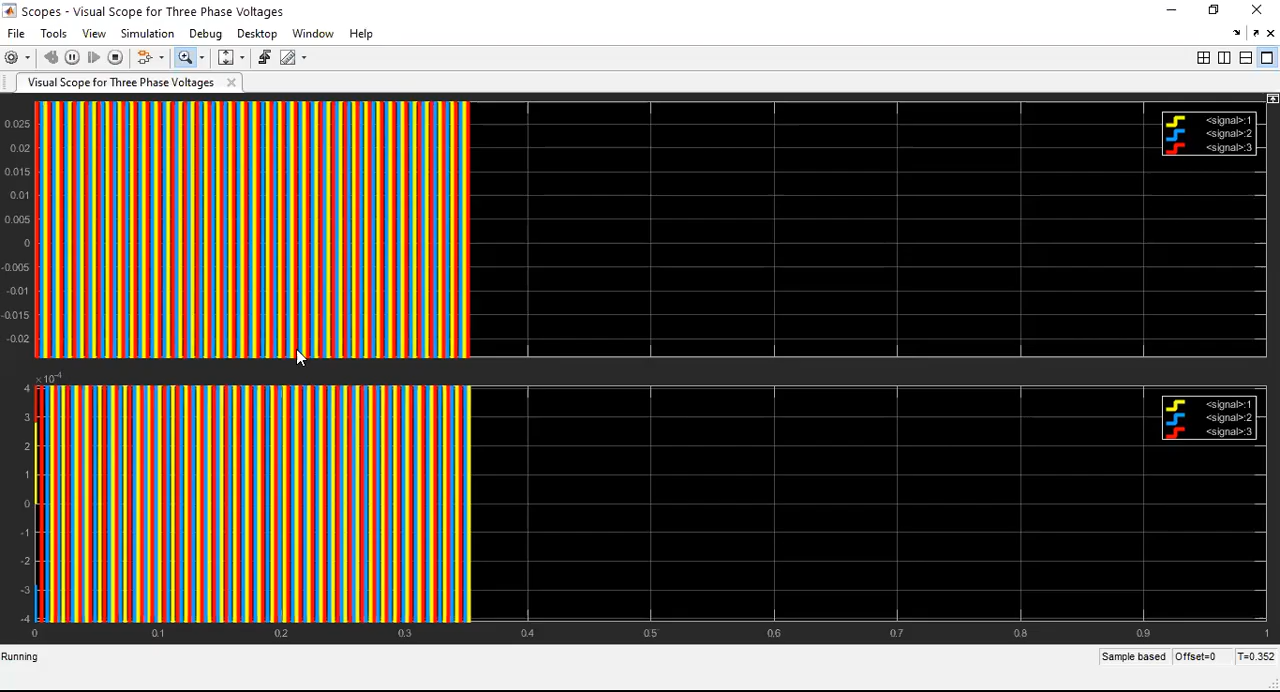 Scopes - Visual Scope for Three Phase Voltages
File Tools View Simulation Debug Desktop Window Help
Visual Scope for Three Phase Voltages
0.025
0.02
0.015
0.01
0.005
0
-0.005
-0.01
-0.015
-0.02
<signal>:1
<signal>:2
<signal>:3
×10⁻⁴
4
3
2
1
0
-1
-2
-3
-4
<signal>:1
<signal>:2
<signal>:3
0 0.1 0.2 0.3 0.4 0.5 0.6 0.7 0.8 0.9 1
Running Sample based Offset=0 T=0.352